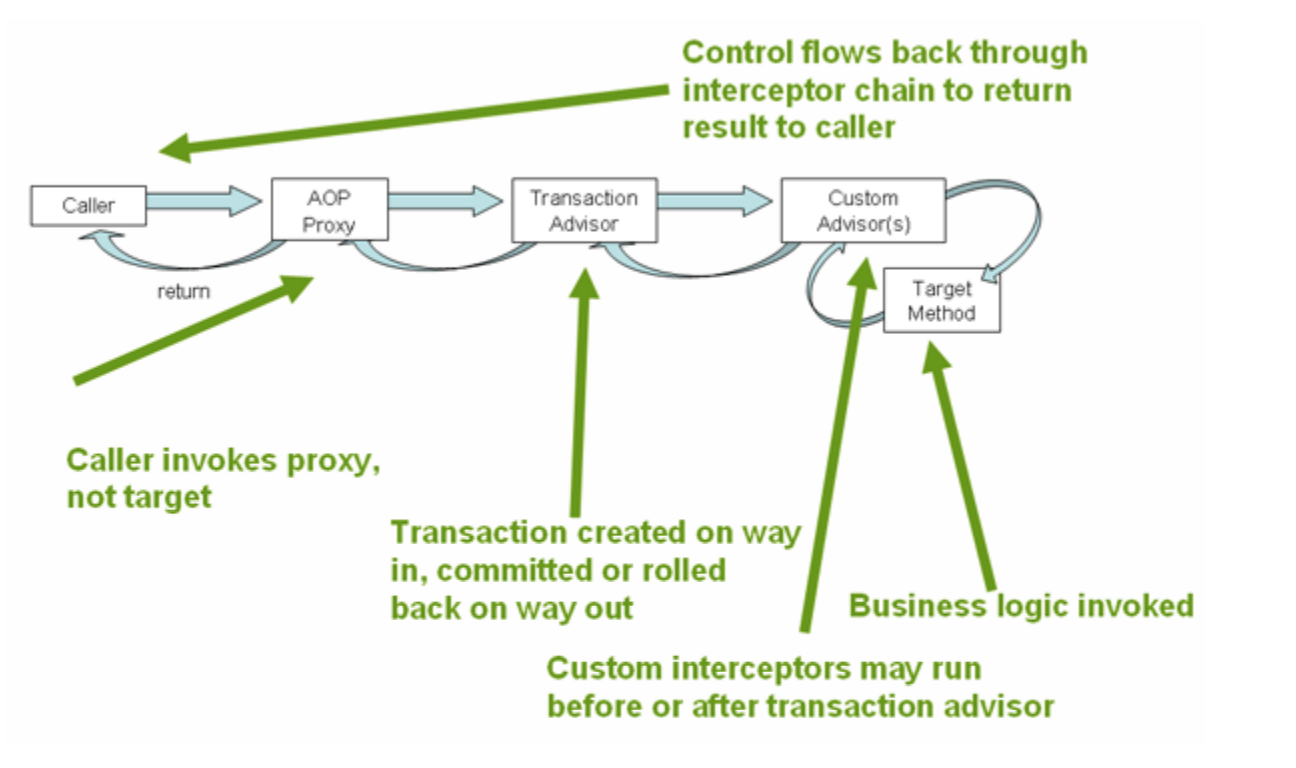 Control flows back through
interceptor chain to return
result to caller
Caller
AOP
Proxy
Transaction
Advisor
Custom
Advisor(s)
return
Target
Method
Caller invokes proxy,
not target
Transaction created on way
in, committed or rolled
back on way out
Business logic invoked
Custom interceptors may run
before or after transaction advisor